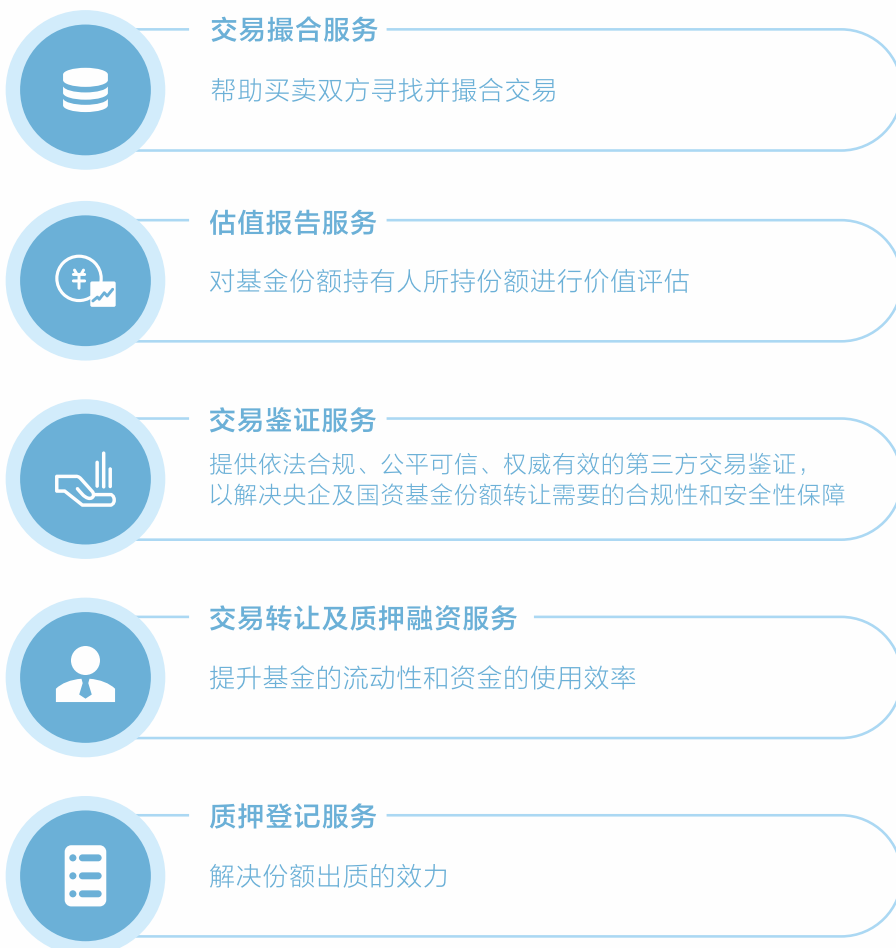 交易撮合服务
帮助买卖双方寻找并撮合交易
¥
估值报告服务
对基金份额持有人所持份额进行价值评估
交易鉴证服务
提供依法合规、公平可信、权威有效的第三方交易鉴证，
以解决央企及国资基金份额转让需要的合规性和安全性保障
交易转让及质押融资服务
提升基金的流动性和资金的使用效率
质押登记服务
解决份额出质的效力